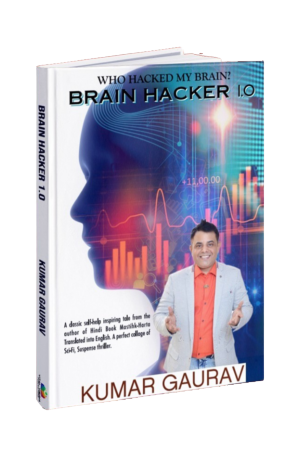 WHO HACKED MY BRAIN?
BRAIN HACKER 1.0
+11,00,00
A classic self-help inspiring tale from the
author of Hindi Book Mastithk-Harta
Translated into English. A perfect collage of
Sci-Fi, Suspense thriller.
KUMAR GAURAV
BRAIN HACKER 1.0
KUMAR GAURAV